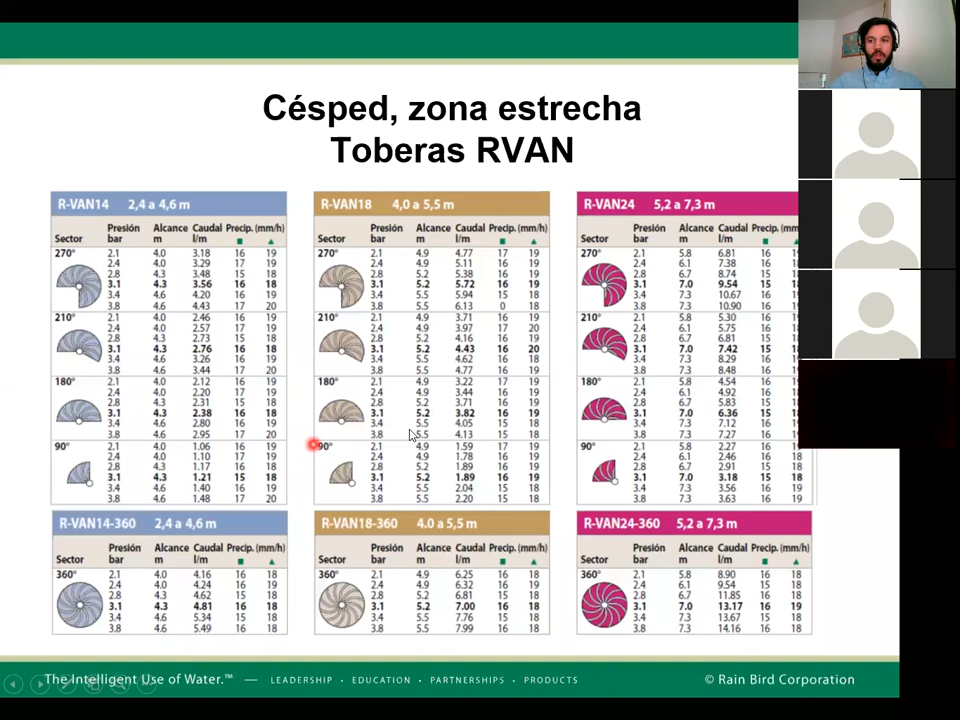 Césped, zona estrecha
Toberas RVAN
R-VAN14 2,4 a 4,6 m
Sector Presión bar Alcance m Caudal l/m Precip. (mm/h) ■ ▲
270° 2.1 4.0 3.18 16 19
2.4 4.0 3.29 17 19
2.8 4.3 3.48 15 18
3.1 4.3 3.56 16 18
3.4 4.6 4.20 16 19
3.8 4.6 4.43 17 20
210° 2.1 4.0 2.46 16 19
2.4 4.0 2.57 17 19
2.8 4.3 2.73 15 18
3.1 4.3 2.76 16 18
3.4 4.6 3.26 16 19
3.8 4.6 3.44 17 20
180° 2.1 4.0 2.12 16 19
2.4 4.0 2.20 17 19
2.8 4.3 2.31 15 18
3.1 4.3 2.38 16 18
3.4 4.6 2.80 16 19
3.8 4.6 2.95 17 20
90° 2.1 4.0 1.06 16 19
2.4 4.0 1.10 17 19
2.8 4.3 1.17 16 18
3.1 4.3 1.21 15 18
3.4 4.6 1.40 16 19
3.8 4.6 1.48 17 20
R-VAN18 4,0 a 5,5 m
Sector Presión bar Alcance m Caudal l/m Precip. (mm/h) ■ ▲
270° 2.1 4.9 4.77 17 19
2.4 4.9 5.11 16 19
2.8 5.2 5.38 16 19
3.1 5.2 5.72 16 19
3.4 5.5 5.94 15 18
3.8 5.5 6.13 0 18
210° 2.1 4.9 3.71 16 19
2.4 4.9 3.97 17 20
2.8 5.2 4.16 16 19
3.1 5.2 4.43 16 20
3.4 5.5 4.62 16 18
3.8 5.5 4.77 16 19
180° 2.1 4.9 3.22 17 19
2.4 4.9 3.44 16 19
2.8 5.2 3.71 16 19
3.1 5.2 3.82 16 19
3.4 5.5 4.05 15 18
3.8 5.5 4.13 15 18
90° 2.1 4.9 1.59 17 19
2.4 4.9 1.78 16 19
2.8 5.2 1.89 16 19
3.1 5.2 1.89 16 19
3.4 5.5 2.04 15 18
3.8 5.5 2.20 15 18
R-VAN24 5,2 a 7,3 m
Sector Presión bar Alcance m Caudal l/m Precip. (mm/h) ■ ▲
270° 2.1 5.8 6.81 16
2.4 6.1 7.38 16
2.8 6.7 8.74 15
3.1 7.0 9.54 15
3.4 7.3 10.67 16
3.8 7.3 10.90 16
210° 2.1 5.8 5.30 16
2.4 6.1 5.75 16
2.8 6.7 6.81 15
3.1 7.0 7.42 15
3.4 7.3 8.29 15
3.8 7.3 8.48 15
180° 2.1 5.8 4.54 16
2.4 6.1 4.92 16
2.8 6.7 5.83 15
3.1 7.0 6.36 15
3.4 7.3 7.12 16
3.8 7.3 7.27 16
90° 2.1 5.8 2.27 16
2.4 6.1 2.46 16
2.8 6.7 2.91 15 18
3.1 7.0 3.18 15 18
3.4 7.3 3.56 16 19
3.8 7.3 3.63 16 19
R-VAN14-360 2,4 a 4,6 m
Sector Presión bar Alcance m Caudal l/m Precip. (mm/h) ■ ▲
360° 2.1 4.0 4.16 16 18
2.4 4.0 4.24 16 19
2.8 4.3 4.62 15 18
3.1 4.3 4.81 16 18
3.4 4.6 5.34 15 18
3.8 4.6 5.49 16 18
R-VAN18-360 4.0 a 5,5 m
Sector Presión bar Alcance m Caudal l/m Precip. (mm/h) ■ ▲
360° 2.1 4.9 6.25 16 18
2.4 4.9 6.32 16 19
2.8 5.2 6.81 15 18
3.1 5.2 7.00 16 18
3.4 5.5 7.76 15 18
3.8 5.5 7.99 16 18
R-VAN24-360 5,2 a 7,3 m
Sector Presión bar Alcance m Caudal l/m Precip. (mm/h) ■ ▲
360° 2.1 5.8 8.90 16 18
2.4 6.1 9.54 15 18
2.8 6.7 11.85 16 18
3.1 7.0 13.17 16 19
3.4 7.3 13.67 15 18
3.8 7.3 14.16 16 18
The Intelligent Use of Water.™ — LEADERSHIP • EDUCATION • PARTNERSHIPS • PRODUCTS © Rain Bird Corporation